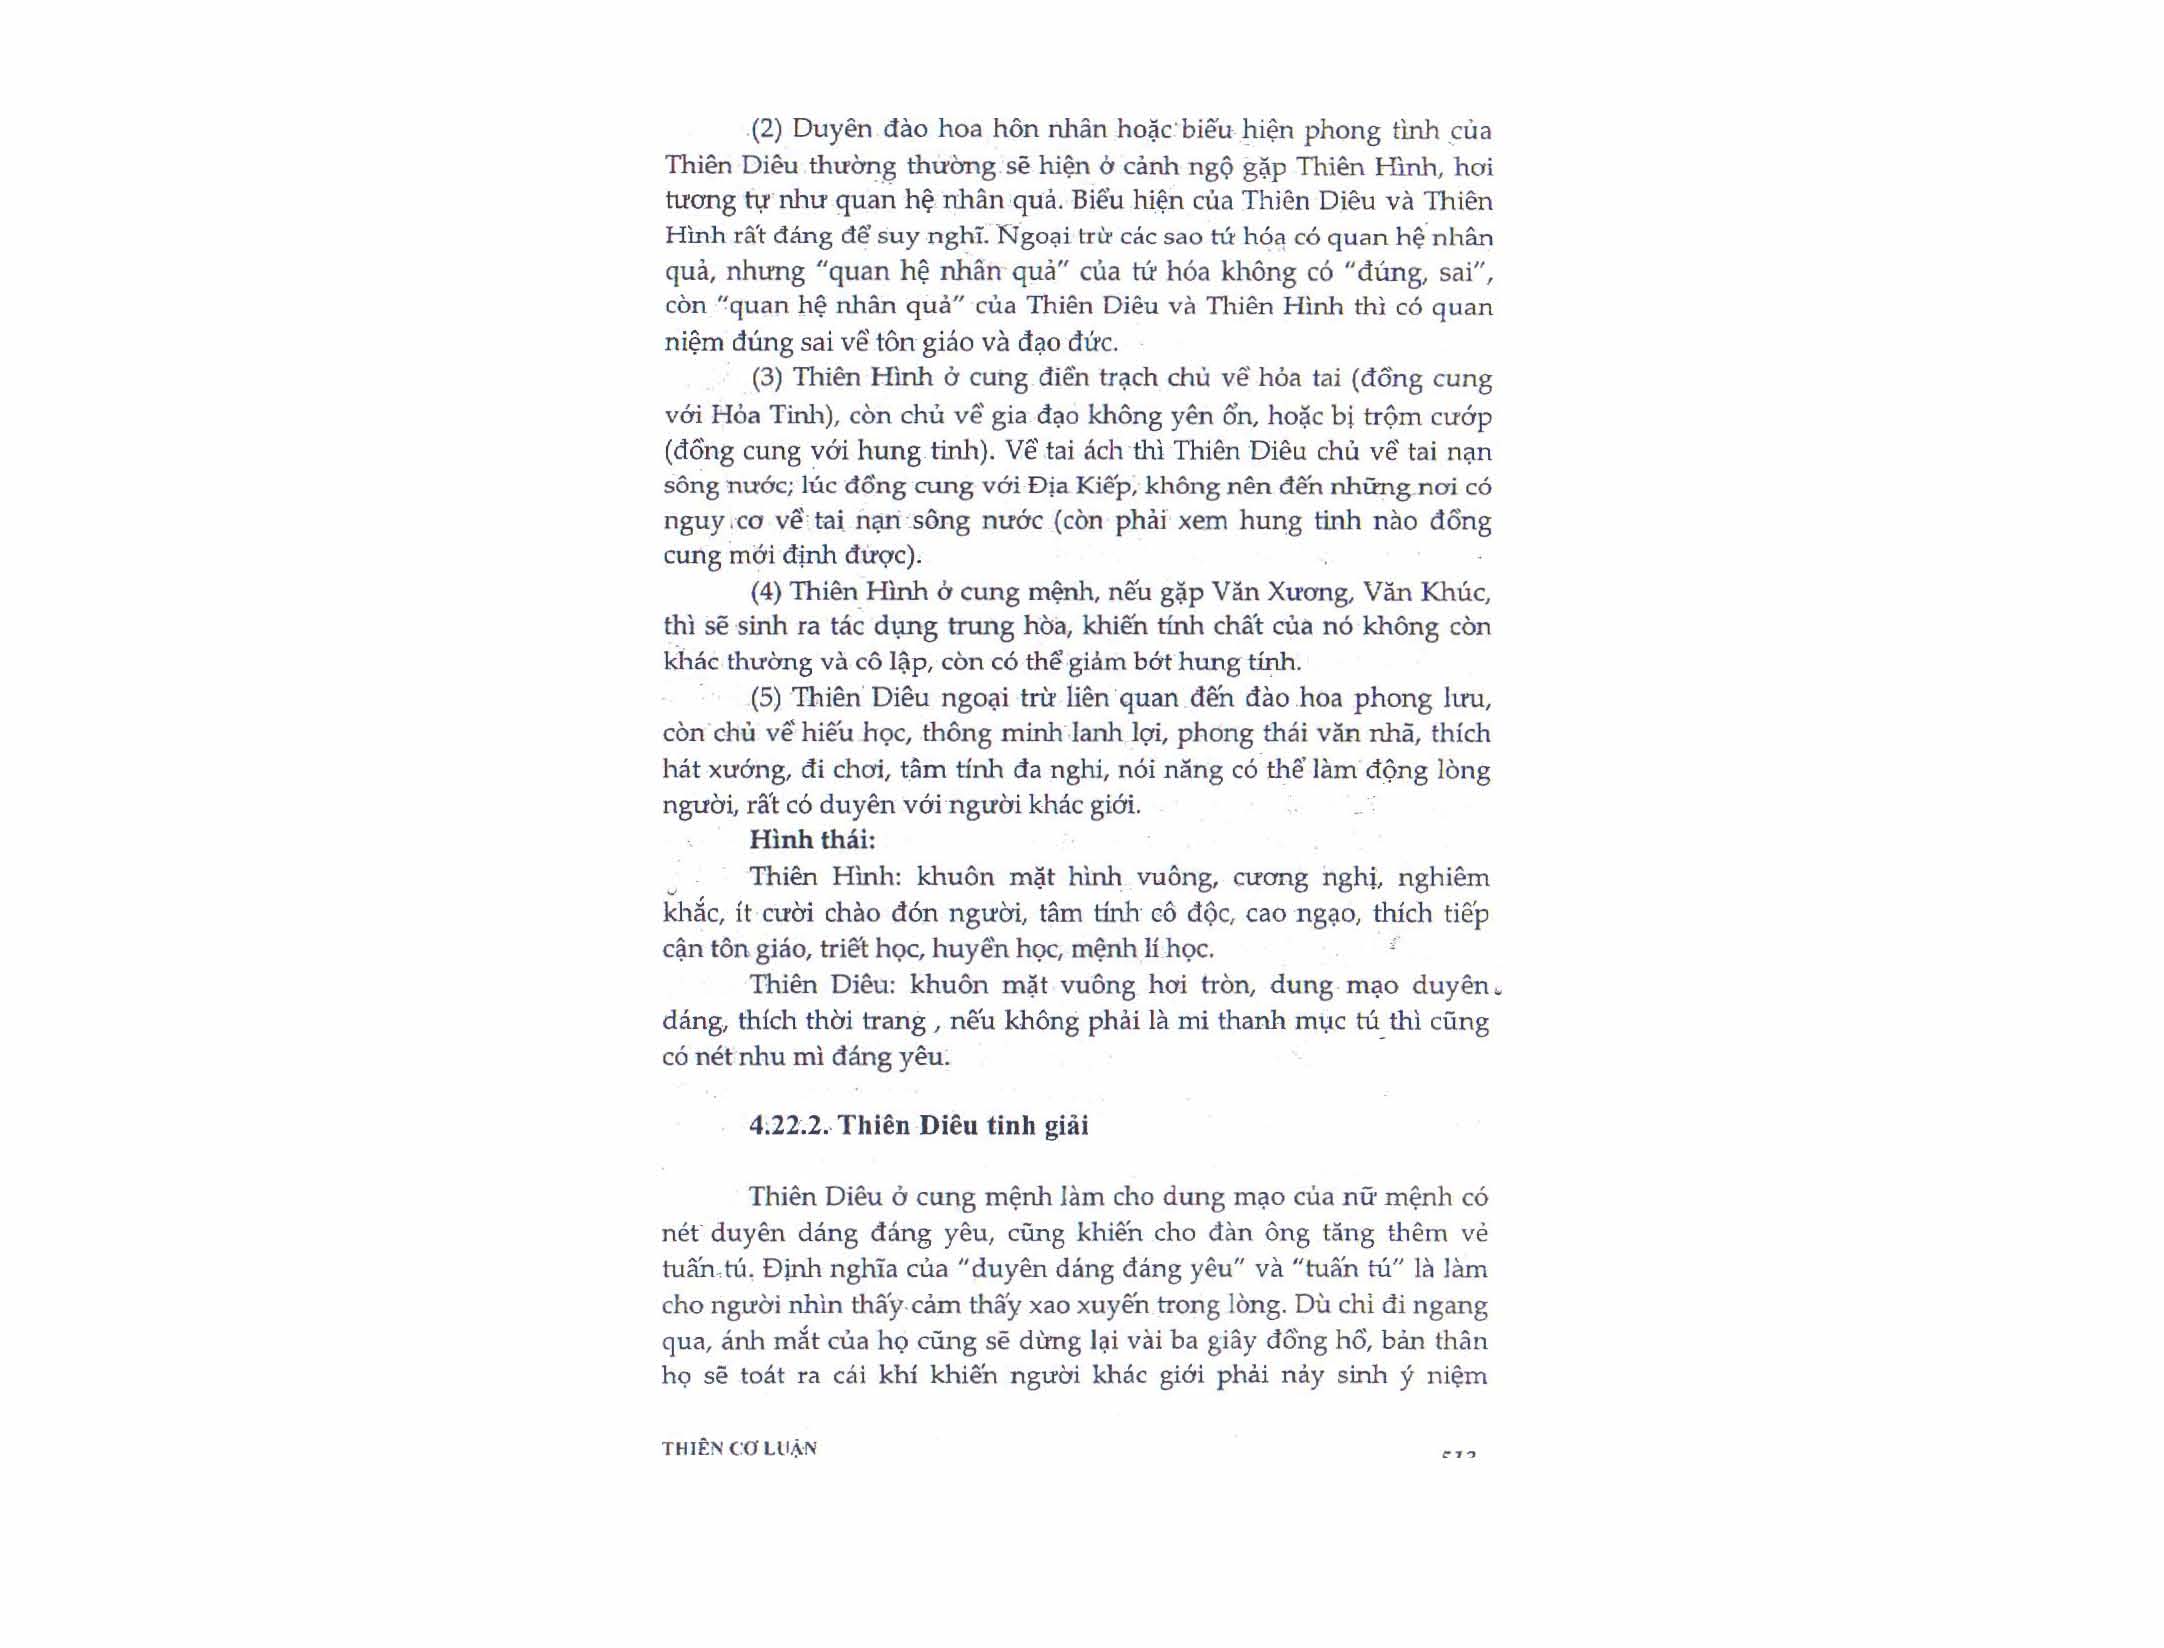 (2) Duyên đào hoa hôn nhân hoặc biểu hiện phong tình của
Thiên Diêu thường thường sẽ hiện ở cảnh ngộ gặp Thiên Hình, hơi
tương tự như quan hệ nhân quả. Biểu hiện của Thiên Diêu và Thiên
Hình rất đáng để suy nghĩ. Ngoại trừ các sao tứ hóa có quan hệ nhân
quả, nhưng "quan hệ nhân quả" của tứ hóa không có "đúng, sai",
còn "quan hệ nhân quả" của Thiên Diêu và Thiên Hình thì có quan
niệm đúng sai về tôn giáo và đạo đức.
(3) Thiên Hình ở cung điền trạch chủ về hỏa tai (đồng cung
với Hỏa Tinh), còn chủ về gia đạo không yên ổn, hoặc bị trộm cướp
(đồng cung với hung tinh). Về tai ách thì Thiên Diêu chủ về tai nạn
sông nước; lúc đồng cung với Địa Kiếp, không nên đến những nơi có
nguy cơ về tai nạn sông nước (còn phải xem hung tinh nào đồng
cung mới định được).
(4) Thiên Hình ở cung mệnh, nếu gặp Văn Xương, Văn Khúc,
thì sẽ sinh ra tác dụng trung hòa, khiến tính chất của nó không còn
khác thường và cô lập, còn có thể giảm bớt hung tính.
(5) Thiên Diêu ngoại trừ liên quan đến đào hoa phong lưu,
còn chủ về hiếu học, thông minh lanh lợi, phong thái văn nhã, thích
hát xướng, đi chơi, tâm tính đa nghi, nói năng có thể làm động lòng
người, rất có duyên với người khác giới.
Hình thái:
Thiên Hình: khuôn mặt hình vuông, cương nghị, nghiêm
khắc, ít cười chào đón người, tâm tính cô độc, cao ngạo, thích tiếp
cận tôn giáo, triết học, huyền học, mệnh lí học.
Thiên Diêu: khuôn mặt vuông hơi tròn, dung mạo duyên
dáng, thích thời trang , nếu không phải là mi thanh mục tú thì cũng
có nét nhu mì đáng yêu.
4.22.2. Thiên Diêu tinh giải
Thiên Diêu ở cung mệnh làm cho dung mạo của nữ mệnh có
nét duyên dáng đáng yêu, cũng khiến cho đàn ông tăng thêm vẻ
tuấn tú. Định nghĩa của "duyên dáng đáng yêu" và "tuấn tú" là làm
cho người nhìn thấy cảm thấy xao xuyến trong lòng. Dù chỉ đi ngang
qua, ánh mắt của họ cũng sẽ dừng lại vài ba giây đồng hồ, bản thân
họ sẽ toát ra cái khí khiến người khác giới phải nảy sinh ý niệm
THIÊN CƠ LUẬN